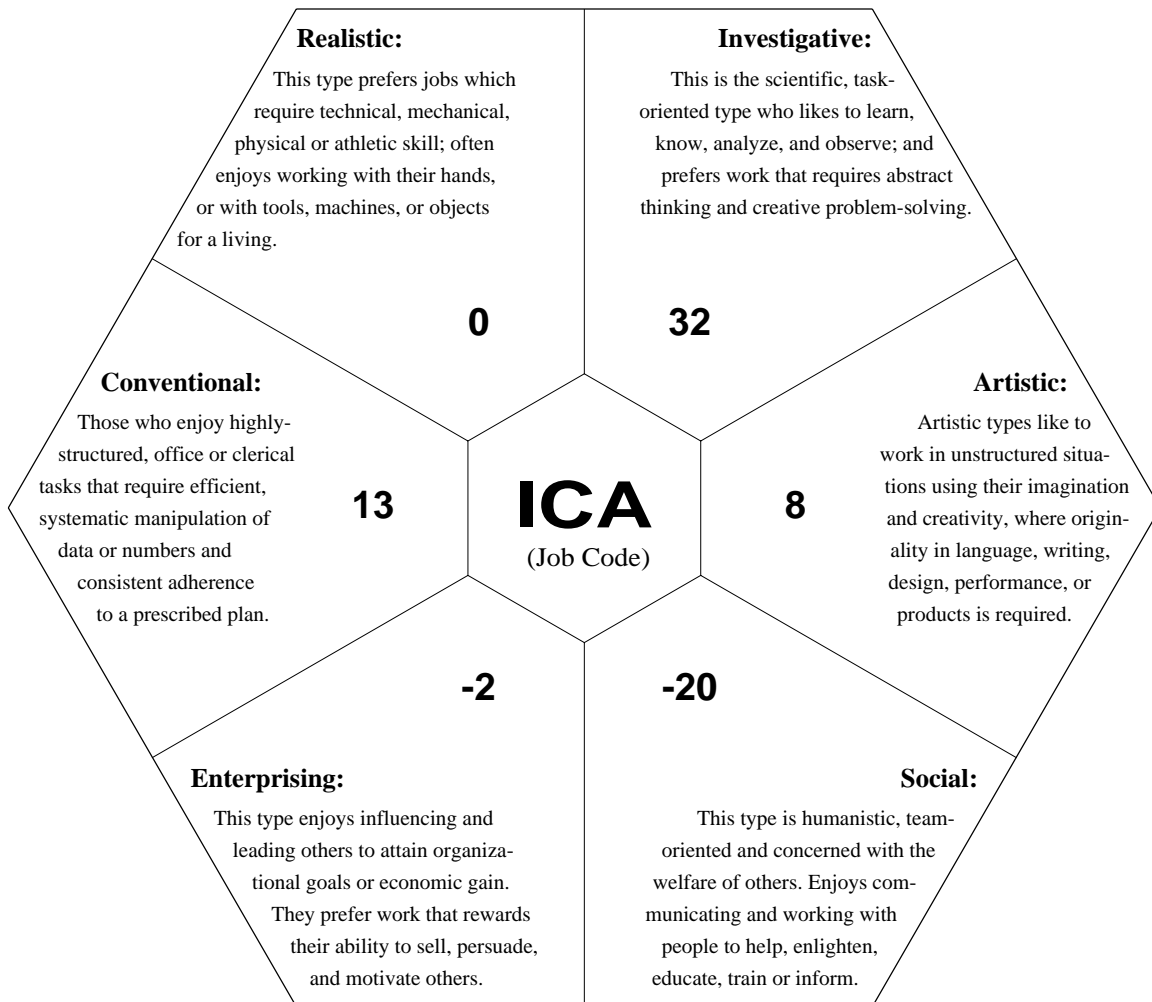 Realistic:
This type prefers jobs which
require technical, mechanical,
physical or athletic skill; often
enjoys working with their hands,
or with tools, machines, or objects
for a living.
0
Investigative:
This is the scientific, task-
oriented type who likes to learn,
know, analyze, and observe; and
prefers work that requires abstract
thinking and creative problem-solving.
32
Conventional:
Those who enjoy highly-
structured, office or clerical
tasks that require efficient,
systematic manipulation of
data or numbers and
consistent adherence
to a prescribed plan.
13
ICA
(Job Code)
8
Artistic:
Artistic types like to
work in unstructured situa-
tions using their imagination
and creativity, where origin-
ality in language, writing,
design, performance, or
products is required.
-2
Enterprising:
This type enjoys influencing and
leading others to attain organiza-
tional goals or economic gain.
They prefer work that rewards
their ability to sell, persuade,
and motivate others.
-20
Social:
This type is humanistic, team-
oriented and concerned with the
welfare of others. Enjoys com-
municating and working with
people to help, enlighten,
educate, train or inform.